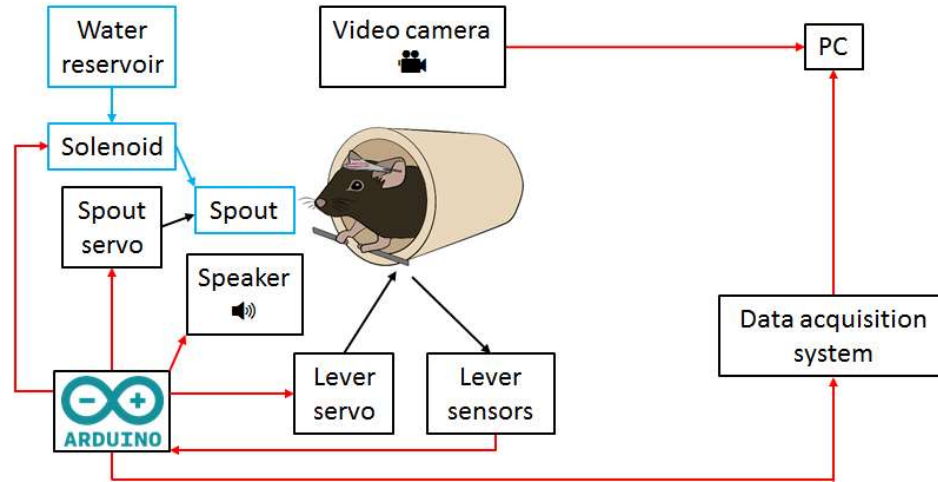 Water
reservoir
Video camera
PC
Solenoid
Spout
servo
Spout
Speaker
Data acquisition
system
Lever
servo
Lever
sensors
ARDUINO